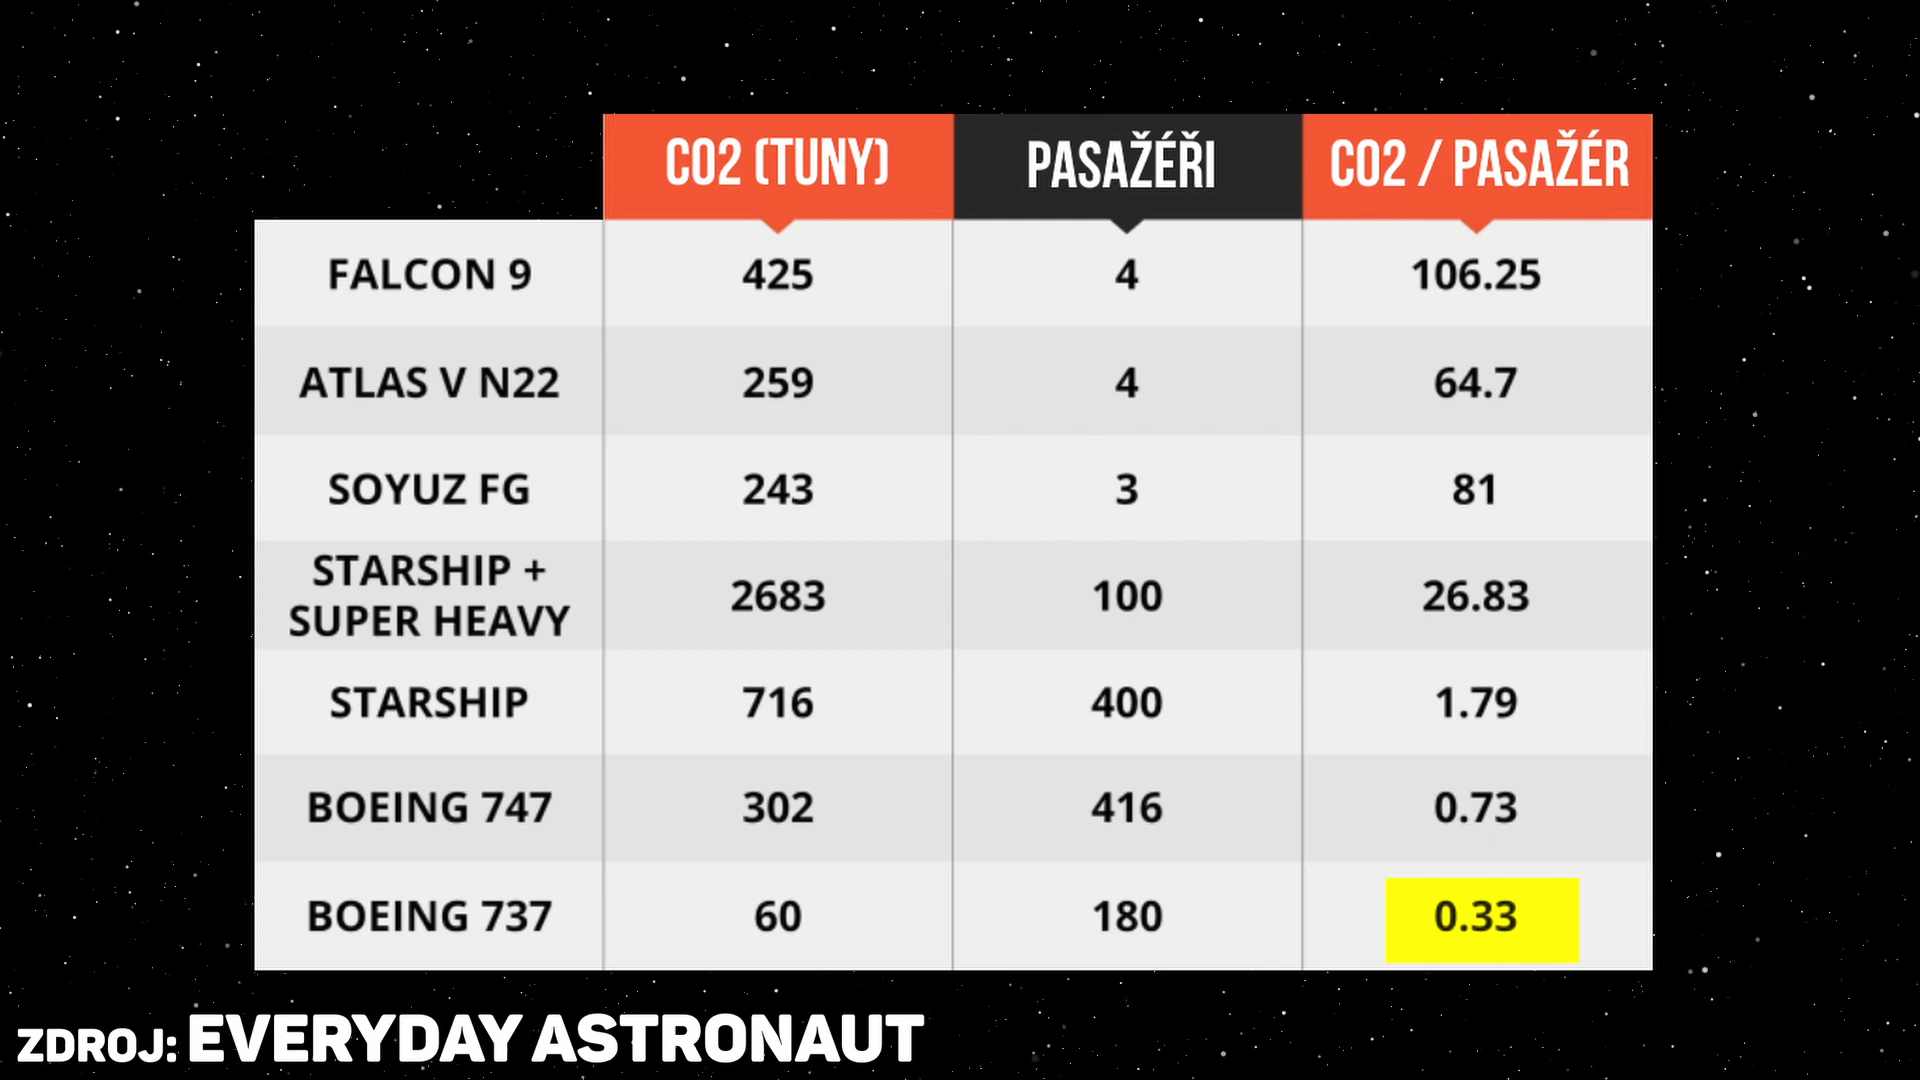 CO2 (TUNY) PASAŽÉŘI CO2 / PASAŽÉR
FALCON 9 425 4 106.25
ATLAS V N22 259 4 64.7
SOYUZ FG 243 3 81
STARSHIP +
SUPER HEAVY 2683 100 26.83
STARSHIP 716 400 1.79
BOEING 747 302 416 0.73
BOEING 737 60 180 0.33
ZDROJ: EVERYDAY ASTRONAUT